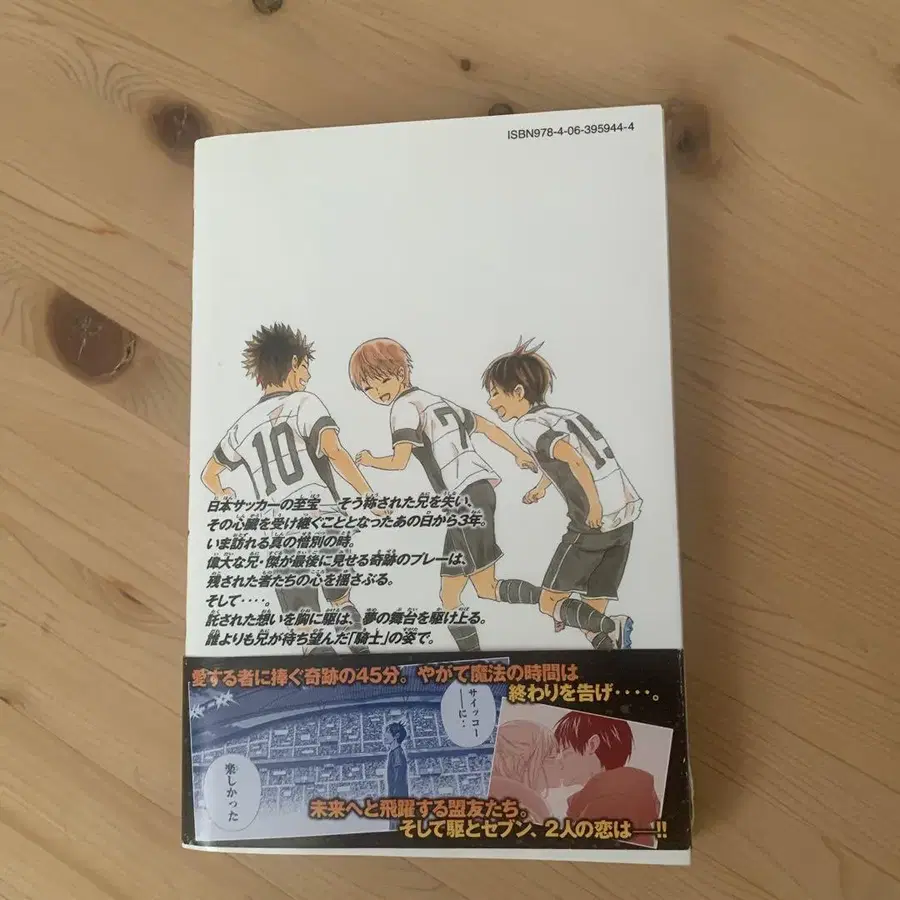 ISBN978-4-06-395944-4
10
7
15
日本サッカーの至宝――そう称された兄を失い、
その心臓を受け継ぐこととなったあの日から3年。
いま訪れる真の惜別の時。
偉大な兄・傑が最後に見せる奇跡のプレーは、
残された者たちの心を揺さぶる。
そして‥‥。
託された想いを胸に駆は、夢の舞台を駆け上る。
誰よりも兄が待ち望んだ「騎士」の姿で。
愛する者に捧ぐ奇跡の45分。やがて魔法の時間は
終わりを告げ‥‥。
サイッコー
ーに…
楽しかった
未来へと飛躍する盟友たち。
そして駆とセブン、2人の恋は――!!